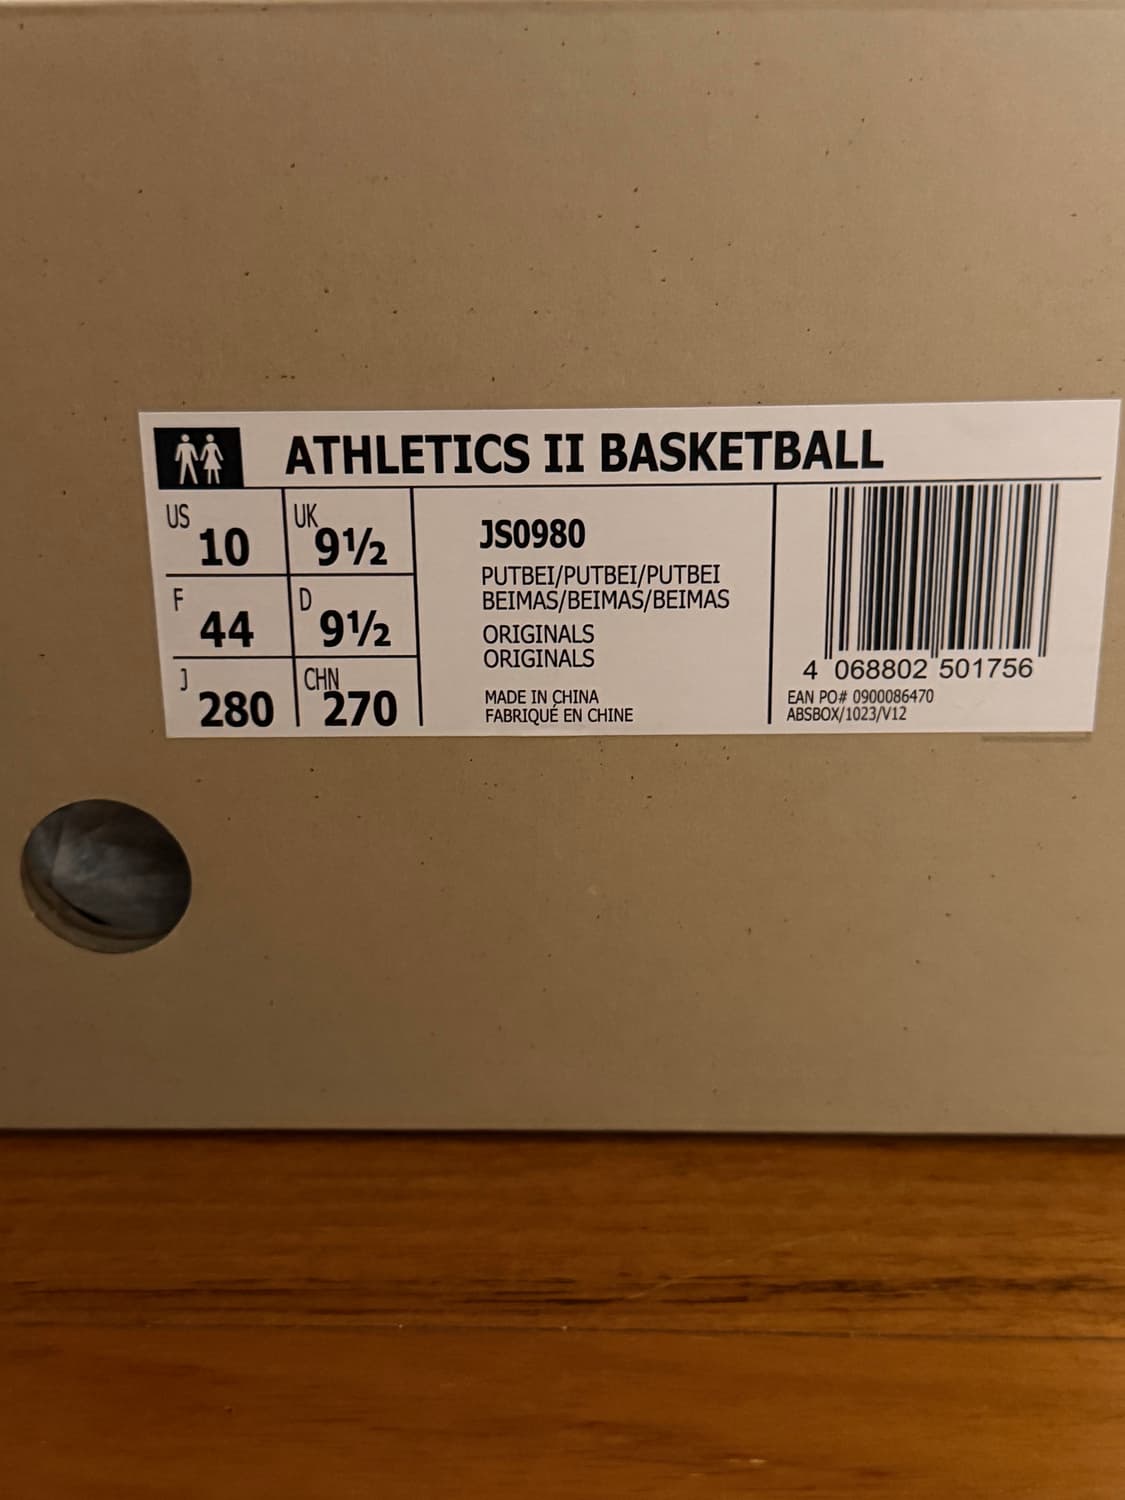 ATHLETICS II BASKETBALL
US 10
UK 9½
F 44
D 9½
J 280
CHN 270
JS0980
PUTBEI/PUTBEI/PUTBEI
BEIMAS/BEIMAS/BEIMAS
ORIGINALS
ORIGINALS
MADE IN CHINA
FABRIQUÉ EN CHINE
4 068802 501756
EAN PO# 0900086470
ABSBOX/1023/V12